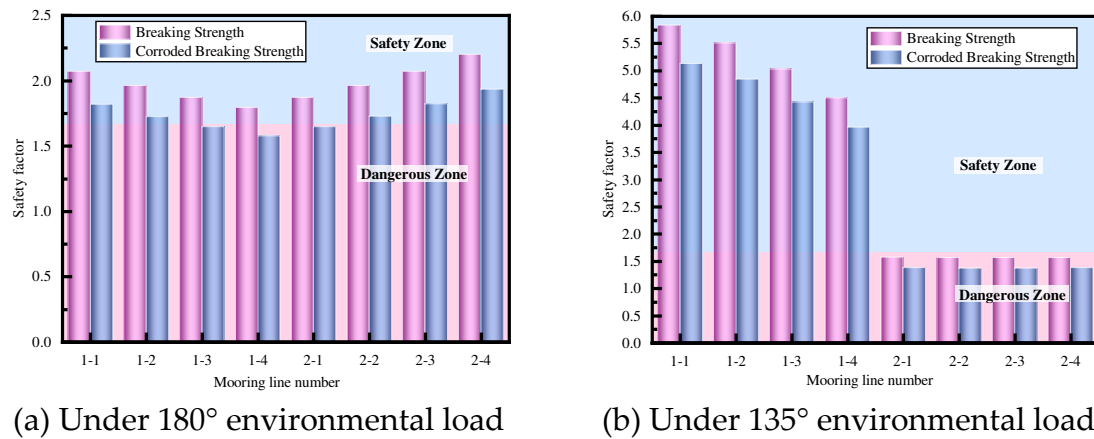 2.5
2.0
1.5
1.0
0.5
0.0
Safety factor
Breaking Strength
Corroded Breaking Strength
Safety Zone
Dangerous Zone
1-1 1-2 1-3 1-4 2-1 2-2 2-3 2-4
Mooring line number
(a) Under 180° environmental load
6.0
5.5
5.0
4.5
4.0
3.5
3.0
2.5
2.0
1.5
1.0
0.5
0.0
Safety factor
Breaking Strength
Corroded Breaking Strength
Safety Zone
Dangerous Zone
1-1 1-2 1-3 1-4 2-1 2-2 2-3 2-4
Mooring line number
(b) Under 135° environmental load